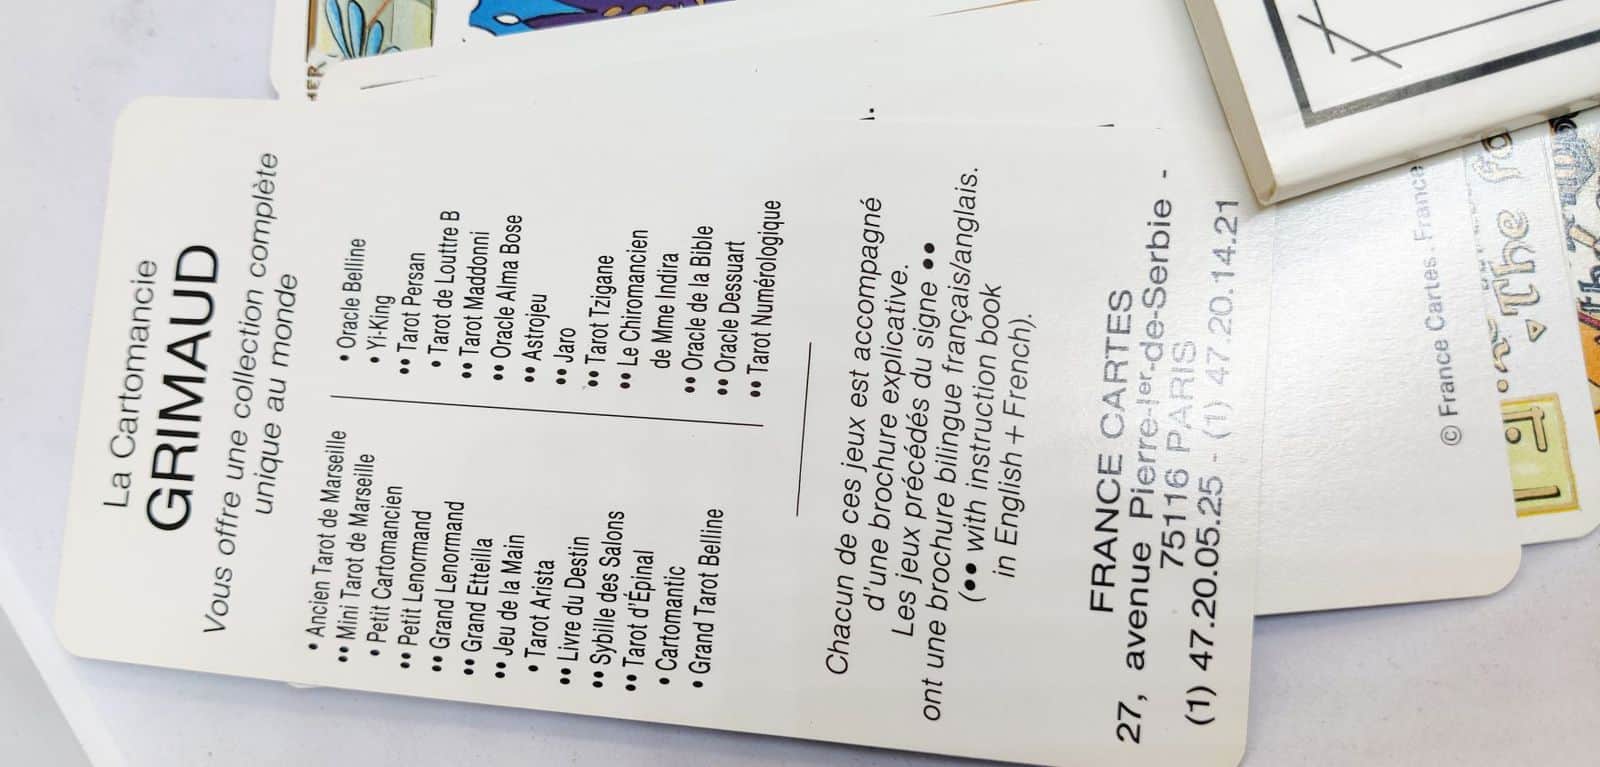 La Cartomancie
GRIMAUD
Vous offre une collection complète
unique au monde
• Ancien Tarot de Marseille
•• Mini Tarot de Marseille
• Petit Cartomancien
•• Petit Lenormand
•• Grand Lenormand
•• Grand Etteilla
•• Jeu de la Main
• Tarot Arista
•• Livre du Destin
•• Sybille des Salons
•• Tarot d'Épinal
• Cartomantic
• Grand Tarot Belline
• Oracle Belline
• Yi-King
•• Tarot Persan
• Tarot de Louttre B
•• Tarot Maddonni
•• Oracle Alma Bose
•• Astrojeu
•• Jaro
•• Tarot Tzigane
•• Le Chiromancien
de Mme Indira
•• Oracle de la Bible
•• Oracle Dessuart
•• Tarot Numérologique
Chacun de ces jeux est accompagné
d'une brochure explicative.
Les jeux précédés du signe ••
ont une brochure bilingue français/anglais.
(•• with instruction book
in English + French).
FRANCE CARTES
27, avenue Pierre-Ier-de-Serbie -
75116 PARIS
(1) 47.20.05.25 - (1) 47.20.14.21
© France Cartes. France
The